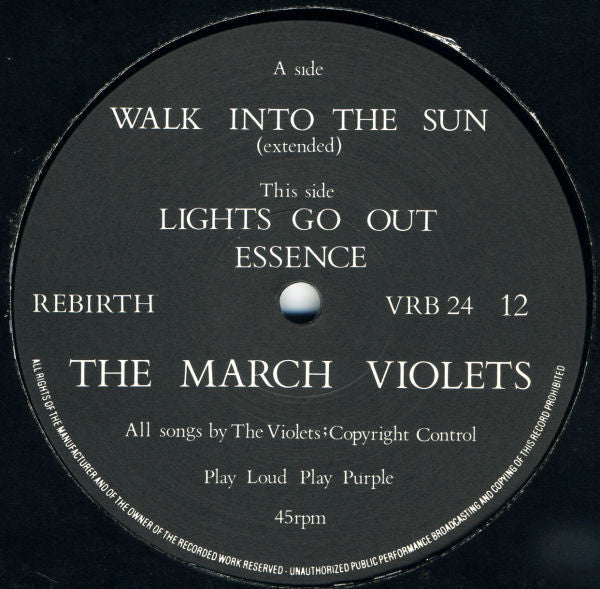 A side
WALK INTO THE SUN
(extended)
This side
LIGHTS GO OUT
ESSENCE
REBIRTH
VRB 24 12
THE MARCH VIOLETS
All songs by The Violets;Copyright Control
Play Loud Play Purple
45rpm
ALL RIGHTS OF THE MANUFACTURER AND OF THE OWNER OF THE RECORDED WORK RESERVED - UNAUTHORIZED PUBLIC PERFORMANCE BROADCASTING AND COPYING OF THIS RECORD PROHIBITED